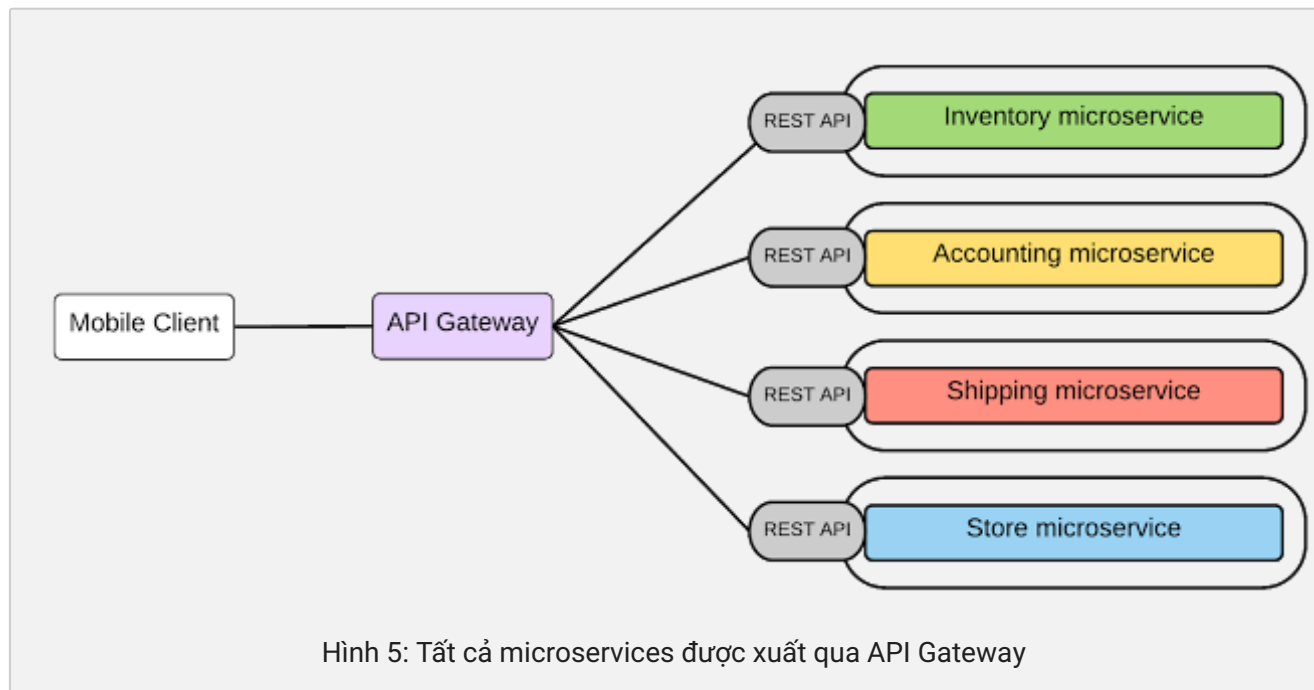 REST API
Inventory microservice
REST API
Accounting microservice
Mobile Client
API Gateway
REST API
Shipping microservice
REST API
Store microservice
Hình 5: Tất cả microservices được xuất qua API Gateway